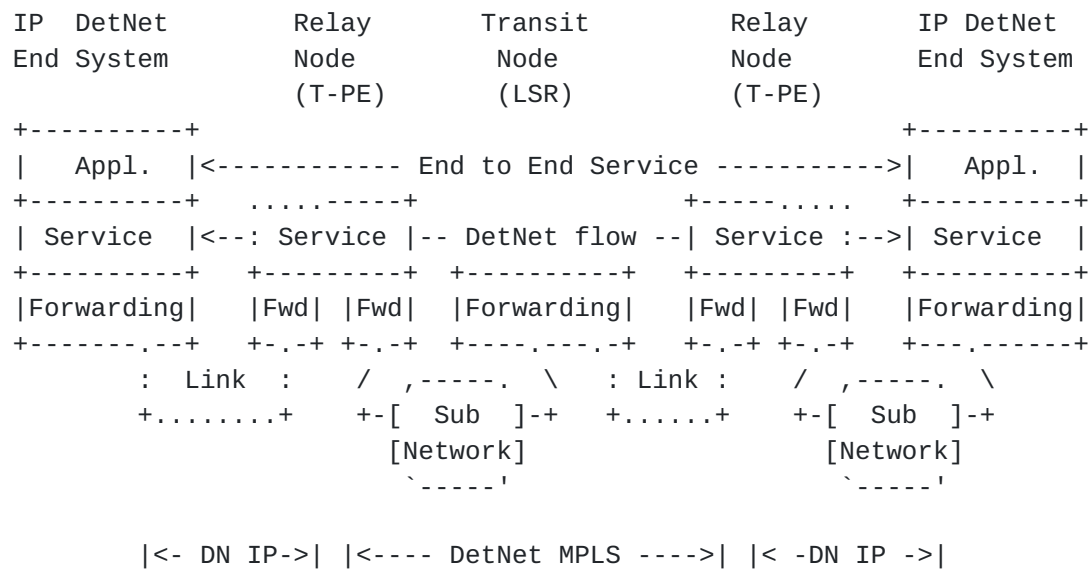 IP  DetNet        Relay        Transit        Relay        IP DetNet
End System        Node          Node          Node         End System
                  (T-PE)       (LSR)          (T-PE)
+----------+                                             +----------+
|   Appl.  |<------------ End to End Service ----------->|   Appl.  |
+----------+   .....-----+                 +-----.....   +----------+
| Service  |<--: Service |-- DetNet flow --| Service :-->| Service  |
+----------+   +---------+  +----------+   +---------+   +----------+
|Forwarding|   |Fwd| |Fwd|  |Forwarding|   |Fwd| |Fwd|   |Forwarding|
+-------.--+   +-.-+ +-.-+  +----.---.-+   +-.-+ +-.-+   +---.------+
        :  Link  :    /  ,-----.  \   : Link :    /  ,-----.  \
        +........+    +-[  Sub  ]-+   +......+    +-[  Sub  ]-+
                        [Network]                   [Network]
                         `-----'                     `-----'
        |<- DN IP->| |<---- DetNet MPLS ---->| |< -DN IP ->|